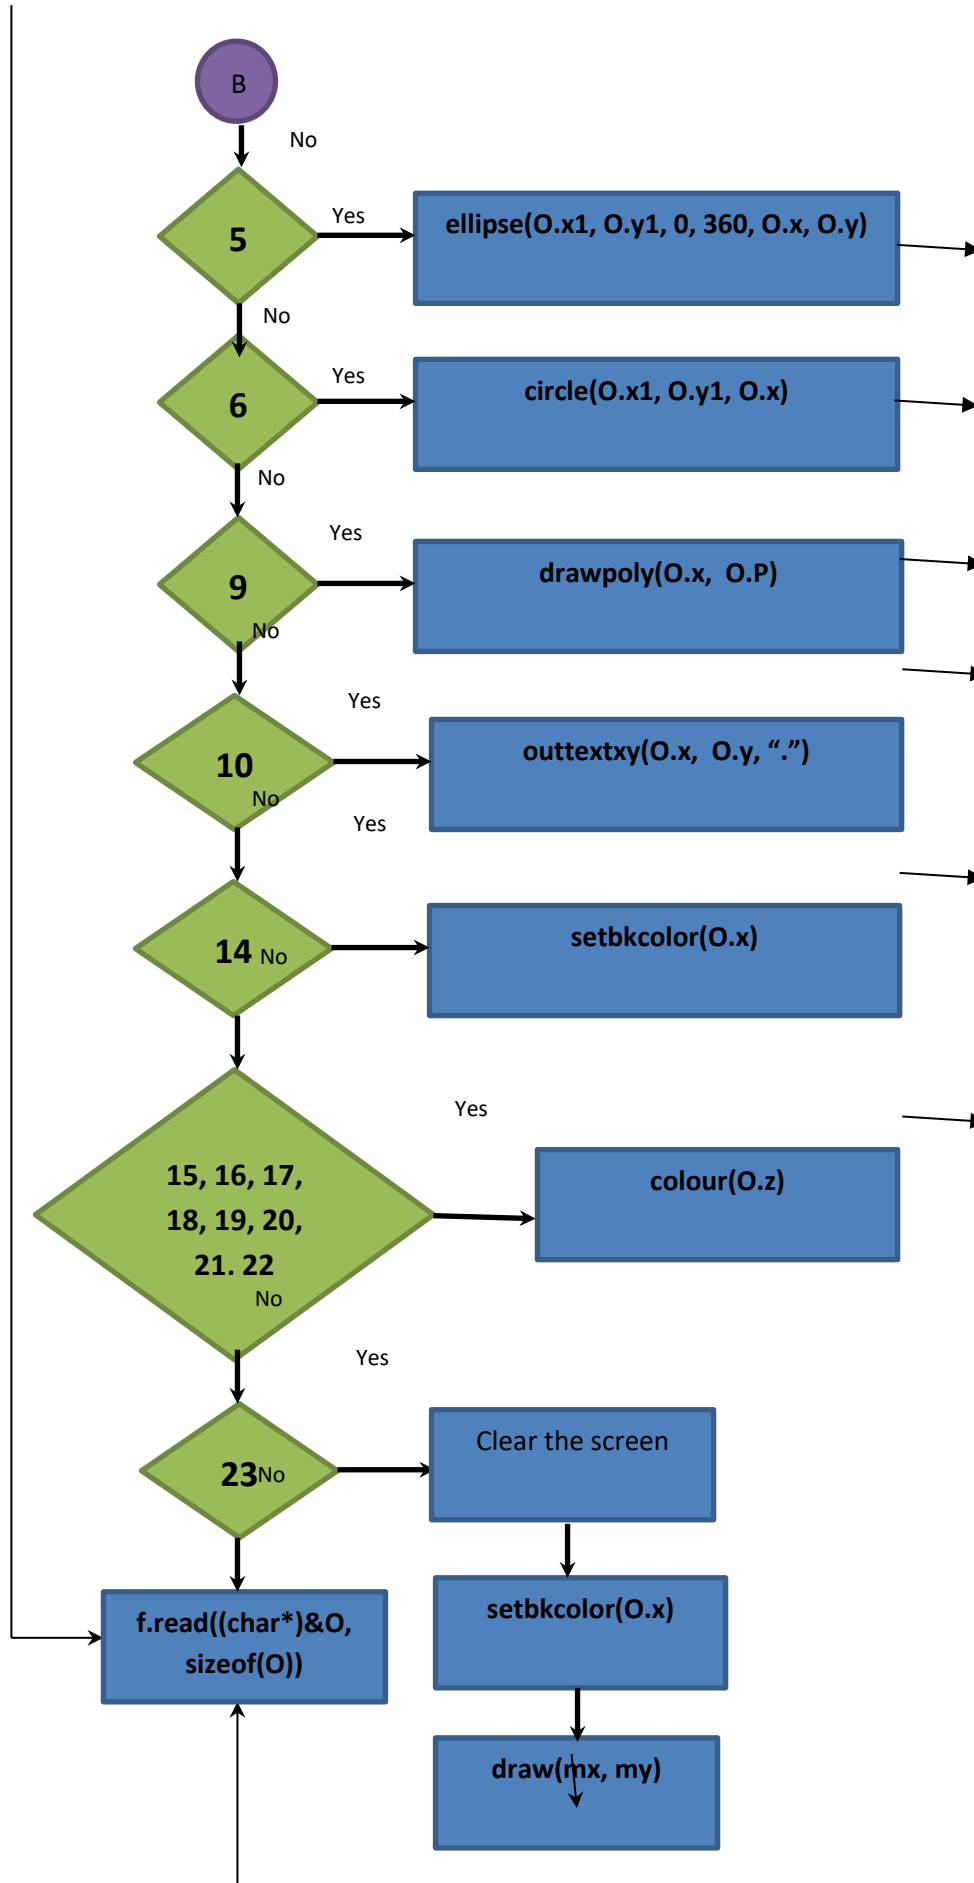 B
No
5
Yes
ellipse(O.x1, O.y1, 0, 360, O.x, O.y)
No
6
Yes
circle(O.x1, O.y1, O.x)
No
9
Yes
drawpoly(O.x,  O.P)
No
10
Yes
outtextxy(O.x,  O.y, “.”)
No
14
Yes
setbkcolor(O.x)
No
15, 16, 17,
18, 19, 20,
21. 22
Yes
colour(O.z)
No
23
Yes
Clear the screen
No
setbkcolor(O.x)
f.read((char*)&O,
sizeof(O))
draw(mx, my)